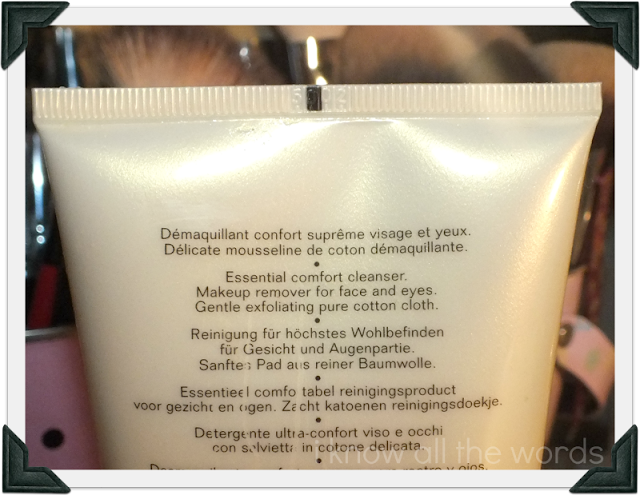 Démaquillant confort suprême visage et yeux.
Délicate mousseline de coton démaquillante.
•
Essential comfort cleanser.
Makeup remover for face and eyes.
Gentle exfoliating pure cotton cloth.
•
Reinigung für höchstes Wohlbefinden
für Gesicht und Augenpartie.
Sanftes Pad aus reiner Baumwolle.
•
Essentieel comfo tabel reinigingsproduct
voor gezicht en ogen. Zacht katoenen reinigingsdoekje.
•
Detergente ultra-confort viso e occhi
con salvietta in cotone delicata.
•
y ojos.
I know all the words